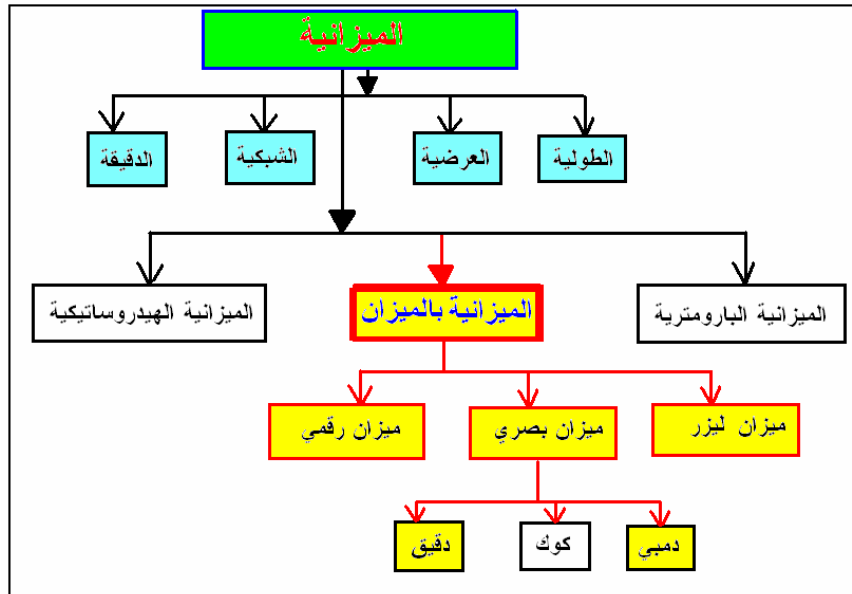 الميزانية
الطولية
العرضية
الشبكية
الدقيقة
الميزانية البارومترية
الميزانية بالميزان
الميزانية الهيدروساتيكية
ميزان ليزر
ميزان بصري
ميزان رقمي
دمبي
كوك
دقيق